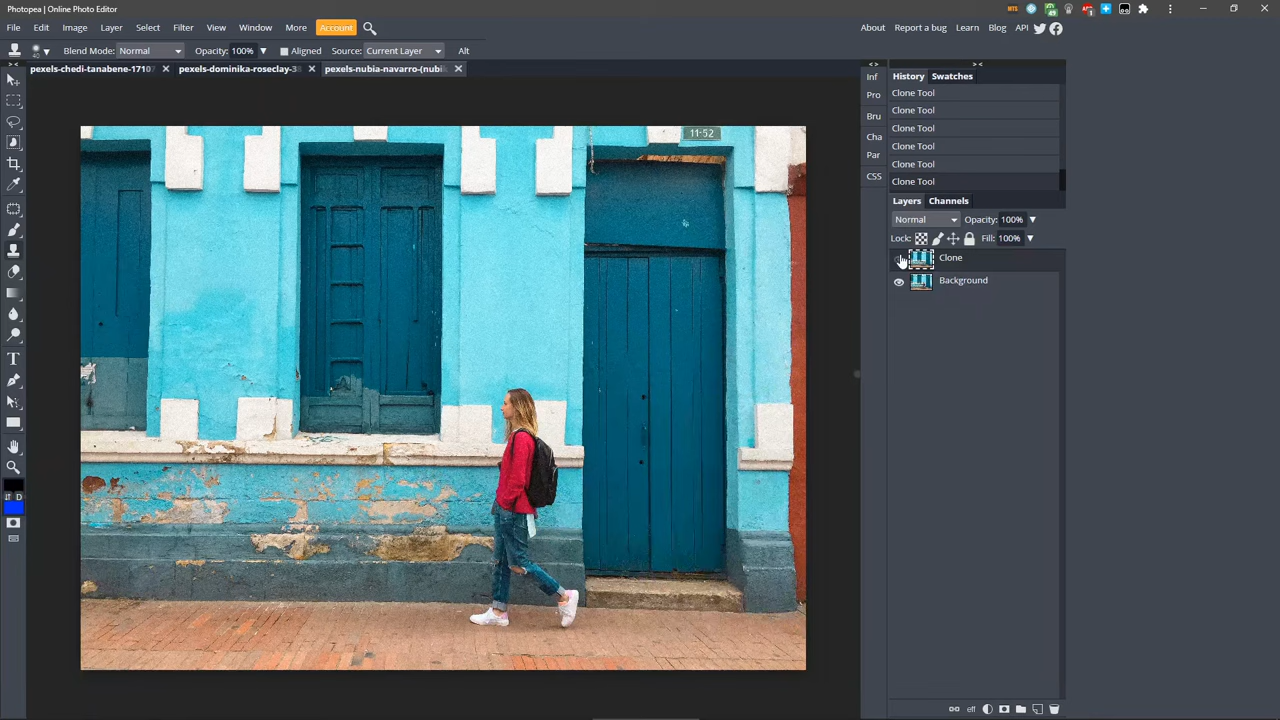 Photopea | Online Photo Editor
File Edit Image Layer Select Filter View Window More Account
About Report a bug Learn Blog API
Blend Mode: Normal Opacity: 100% Aligned Source: Current Layer Alt
pexels-chedi-tanabene-1710 pexels-dominika-roseclay-3 pexels-nubia-navarro-(nubi
Inf
Pro
Bru
Cha
Par
CSS
History Swatches
Clone Tool
Clone Tool
Clone Tool
Clone Tool
Clone Tool
Clone Tool
Layers Channels
Normal Opacity: 100%
Lock: Fill: 100%
Clone
Background
eff
11-52
D